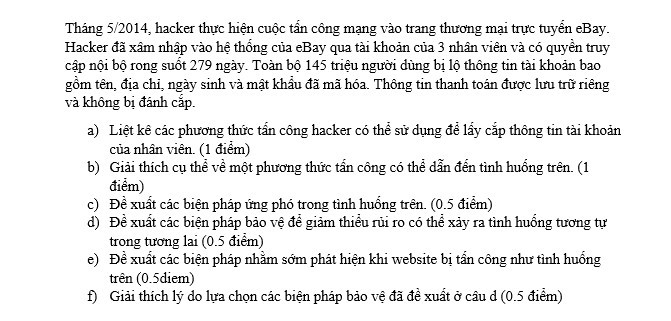 Tháng 5/2014, hacker thực hiện cuộc tấn công mạng vào trang thương mại trực tuyến eBay.
Hacker đã xâm nhập vào hệ thống của eBay qua tài khoản của 3 nhân viên và có quyền truy
cập nội bộ rong suốt 279 ngày. Toàn bộ 145 triệu người dùng bị lộ thông tin tài khoản bao
gồm tên, địa chỉ, ngày sinh và mật khẩu đã mã hóa. Thông tin thanh toán được lưu trữ riêng
và không bị đánh cắp.
a) Liệt kê các phương thức tấn công hacker có thể sử dụng để lấy cắp thông tin tài khoản
của nhân viên. (1 điểm)
b) Giải thích cụ thể về một phương thức tấn công có thể dẫn đến tình huống trên. (1
điểm)
c) Đề xuất các biện pháp ứng phó trong tình huống trên. (0.5 điểm)
d) Đề xuất các biện pháp bảo vệ để giảm thiểu rủi ro có thể xảy ra tình huống tương tự
trong tương lai (0.5 điểm)
e) Đề xuất các biện pháp nhằm sớm phát hiện khi website bị tấn công như tình huống
trên (0.5diem)
f) Giải thích lý do lựa chọn các biện pháp bảo vệ đã đề xuất ở câu d (0.5 điểm)